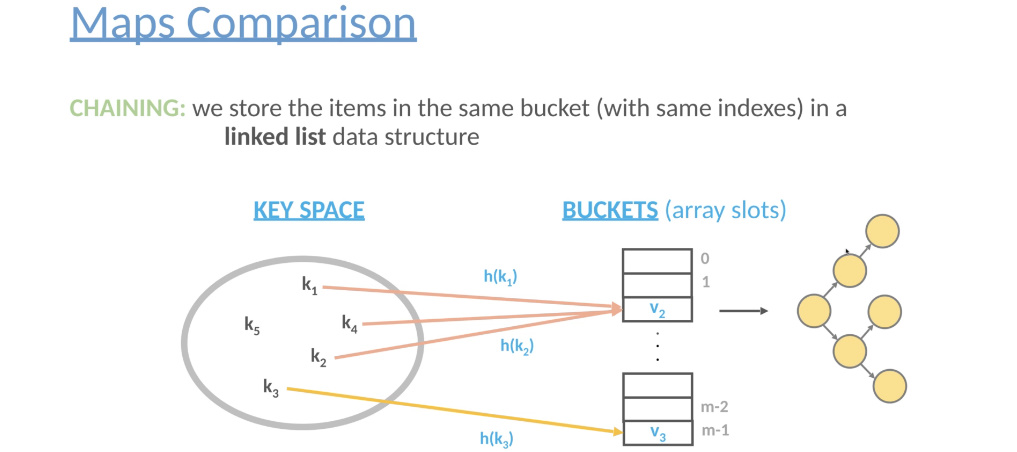 Maps Comparison
CHAINING: we store the items in the same bucket (with same indexes) in a
linked list data structure
KEY SPACE
BUCKETS (array slots)
0
h(k₁)
1
k₁
v₂
k₅
k₄
h(k₂)
k₂
k₃
m-2
v₃
m-1
h(k₃)